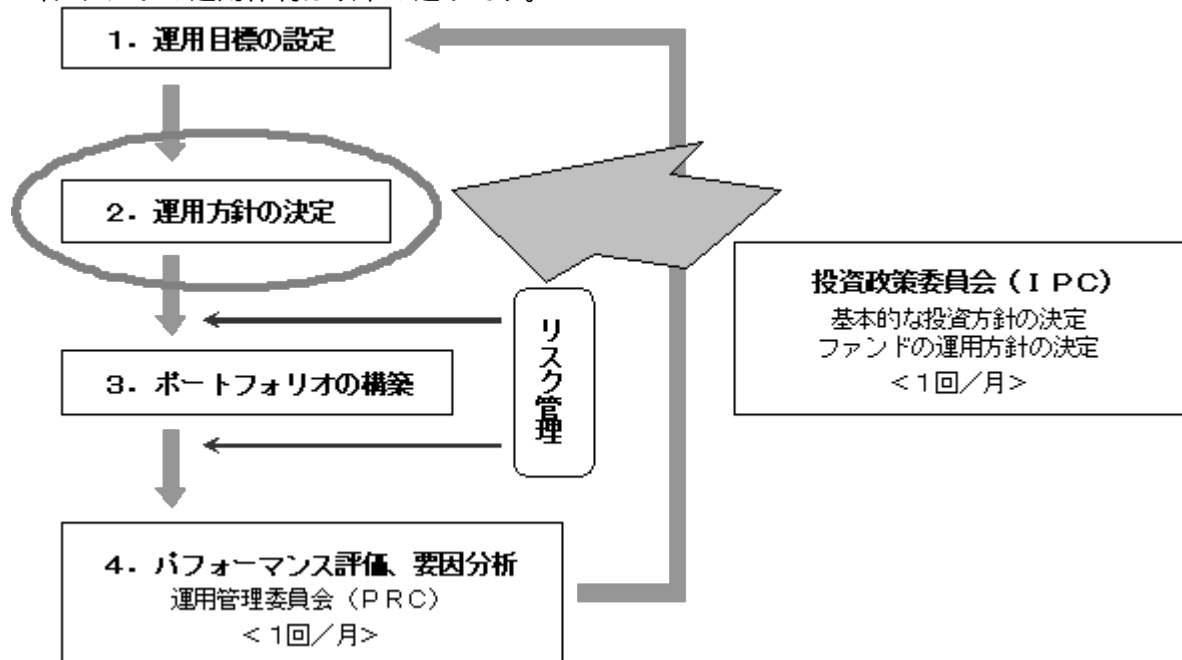 1．運用目標の設定
2．運用方針の決定
投資政策委員会（ＩＰＣ）
基本的な投資方針の決定
ファンドの運用方針の決定
＜１回／月＞
リスク管理
3．ポートフォリオの構築
4．パフォーマンス評価、要因分析
運用管理委員会（ＰＲＣ）
＜１回／月＞